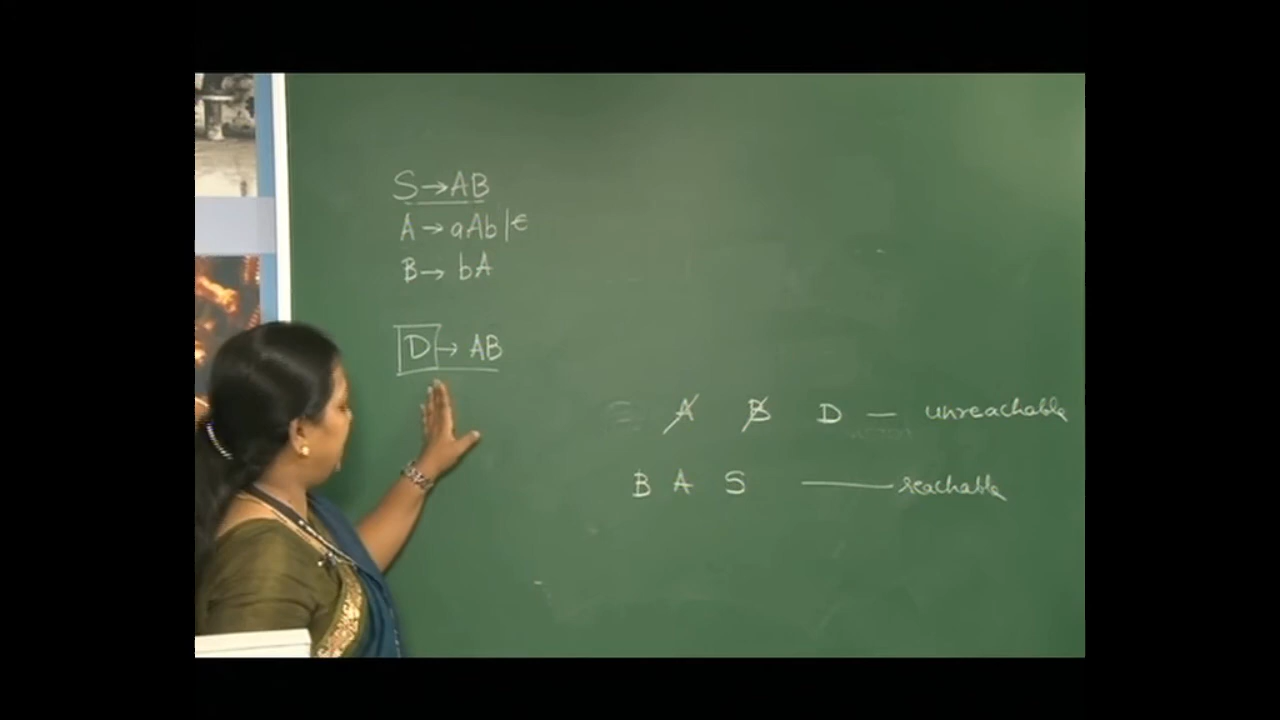 S→AB
A→aAb|ϵ
B→bA
D→AB
A B D — unreachable
B A S — reachable